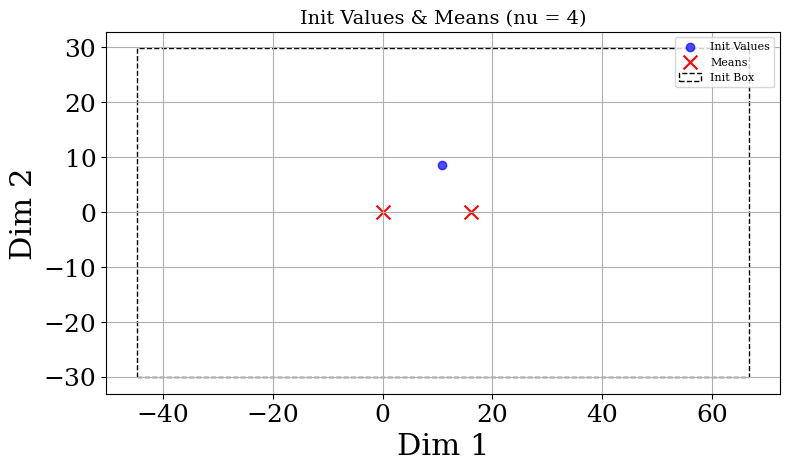 Init Values & Means (nu = 4)
Init Values
Means
Init Box
30
20
10
0
−10
−20
−30
Dim 2
−40
−20
0
20
40
60
Dim 1